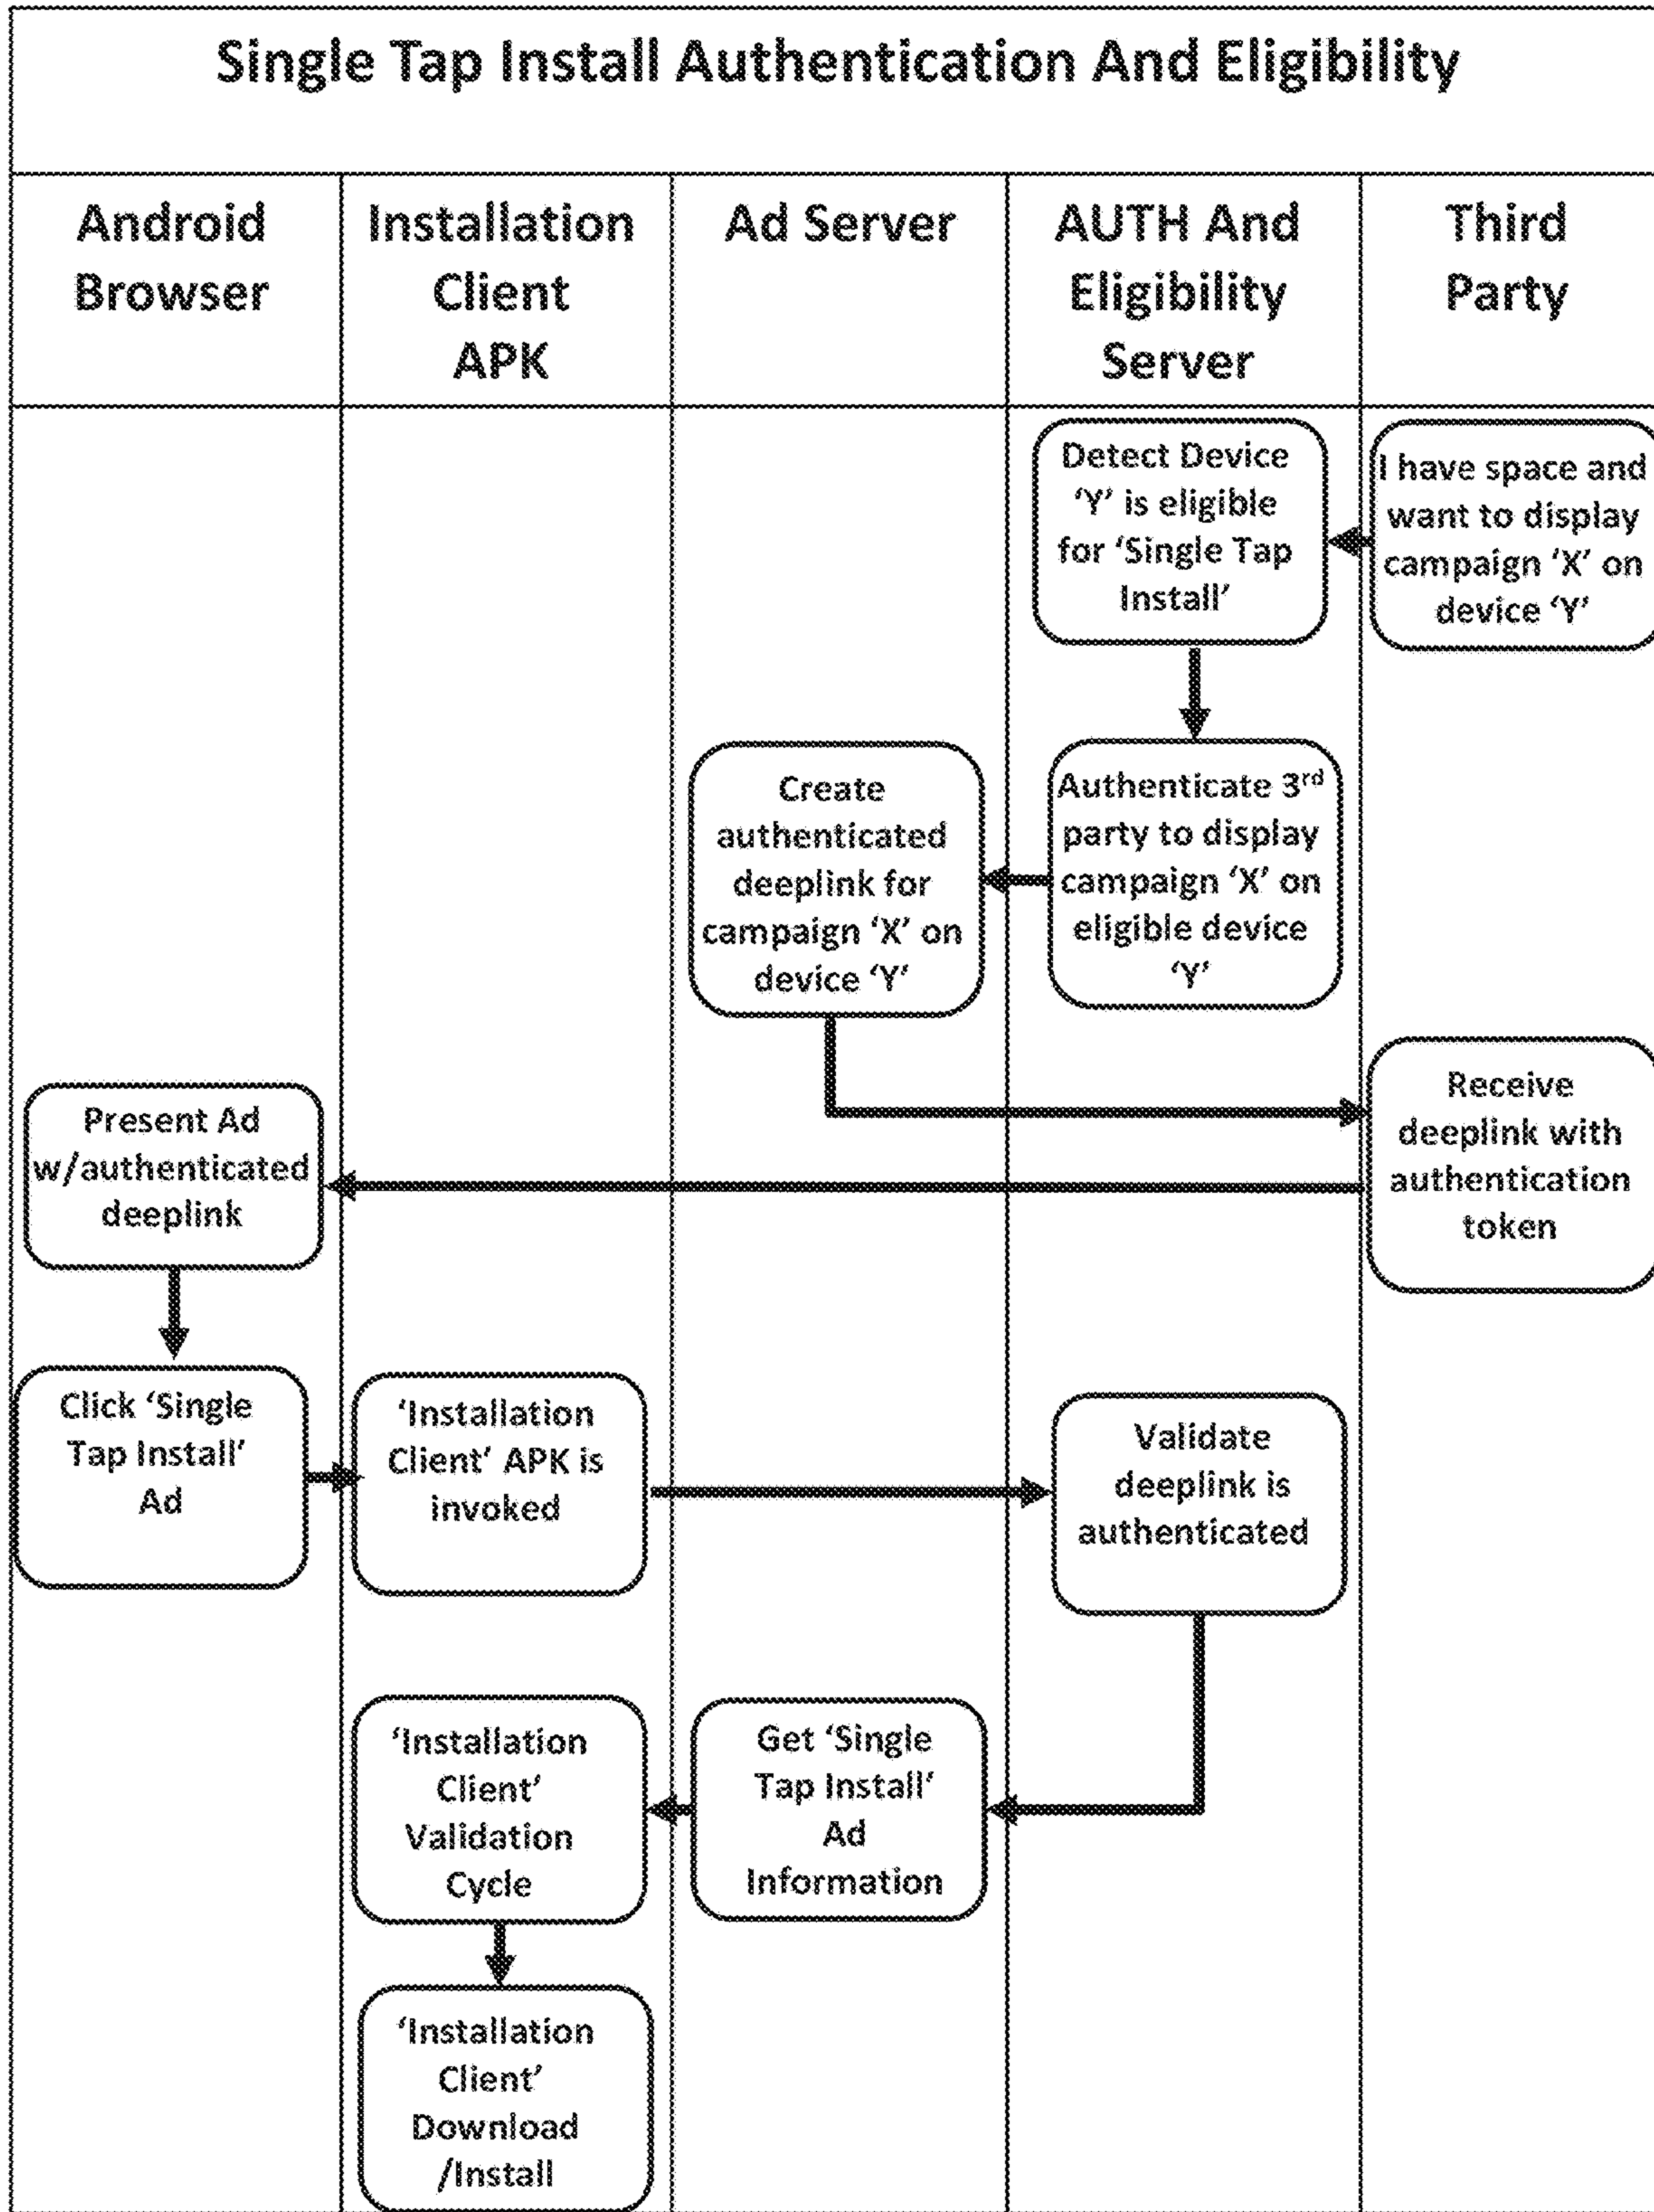 Single Tap Install Authentication And Eligibility
Android
Browser
Installation
Client
APK
Ad Server
AUTH And
Eligibility
Server
Third
Party
Detect Device
‘Y’ is eligible
for ‘Single Tap
Install’
I have space and
want to display
campaign ‘X’ on
device ‘Y’
Create
authenticated
deeplink for
campaign ‘X’ on
device ‘Y’
Authenticate 3rd
party to display
campaign ‘X’ on
eligible device
‘Y’
Present Ad
w/authenticated
deeplink
Receive
deeplink with
authentication
token
Click ‘Single
Tap Install’
Ad
‘Installation
Client’ APK is
invoked
Validate
deeplink is
authenticated
‘Installation
Client’
Validation
Cycle
Get ‘Single
Tap Install’
Ad
Information
‘Installation
Client’
Download
/Install